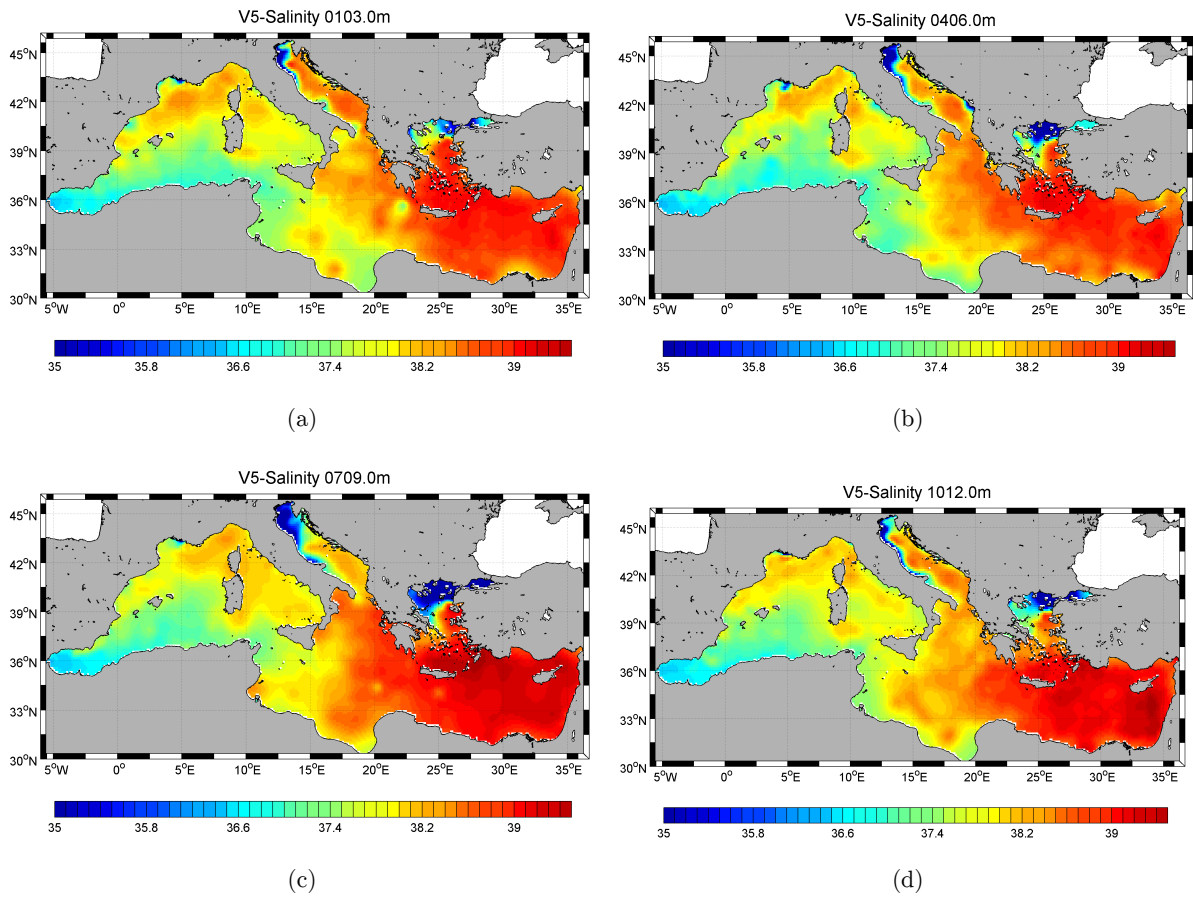 V5-Salinity 0103.0m
45°N
42°N
39°N
36°N
33°N
30°N
5°W 0° 5°E 10°E 15°E 20°E 25°E 30°E 35°E
35 35.8 36.6 37.4 38.2 39
(a)
V5-Salinity 0406.0m
45°N
42°N
39°N
36°N
33°N
30°N
5°W 0° 5°E 10°E 15°E 20°E 25°E 30°E 35°E
35 35.8 36.6 37.4 38.2 39
(b)
V5-Salinity 0709.0m
45°N
42°N
39°N
36°N
33°N
30°N
5°W 0° 5°E 10°E 15°E 20°E 25°E 30°E 35°E
35 35.8 36.6 37.4 38.2 39
(c)
V5-Salinity 1012.0m
45°N
42°N
39°N
36°N
33°N
30°N
5°W 0° 5°E 10°E 15°E 20°E 25°E 30°E 35°E
35 35.8 36.6 37.4 38.2 39
(d)